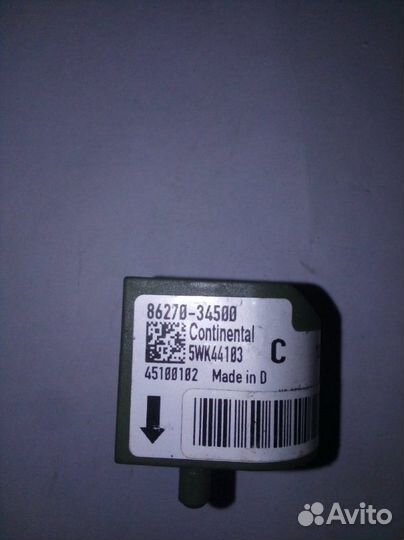 86270-34500
Continental
5WK44103
C
45100102 Made in D
Avito